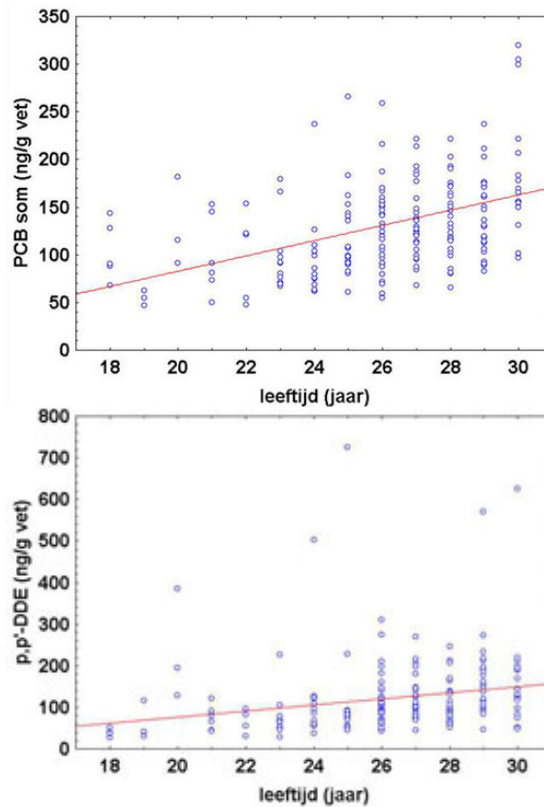 PCB som (ng/g vet)
350
300
250
200
150
100
50
0
18 20 22 24 26 28 30
leeftijd (jaar)
p,p'-DDE (ng/g vet)
800
700
600
500
400
300
200
100
0
18 20 22 24 26 28 30
leeftijd (jaar)